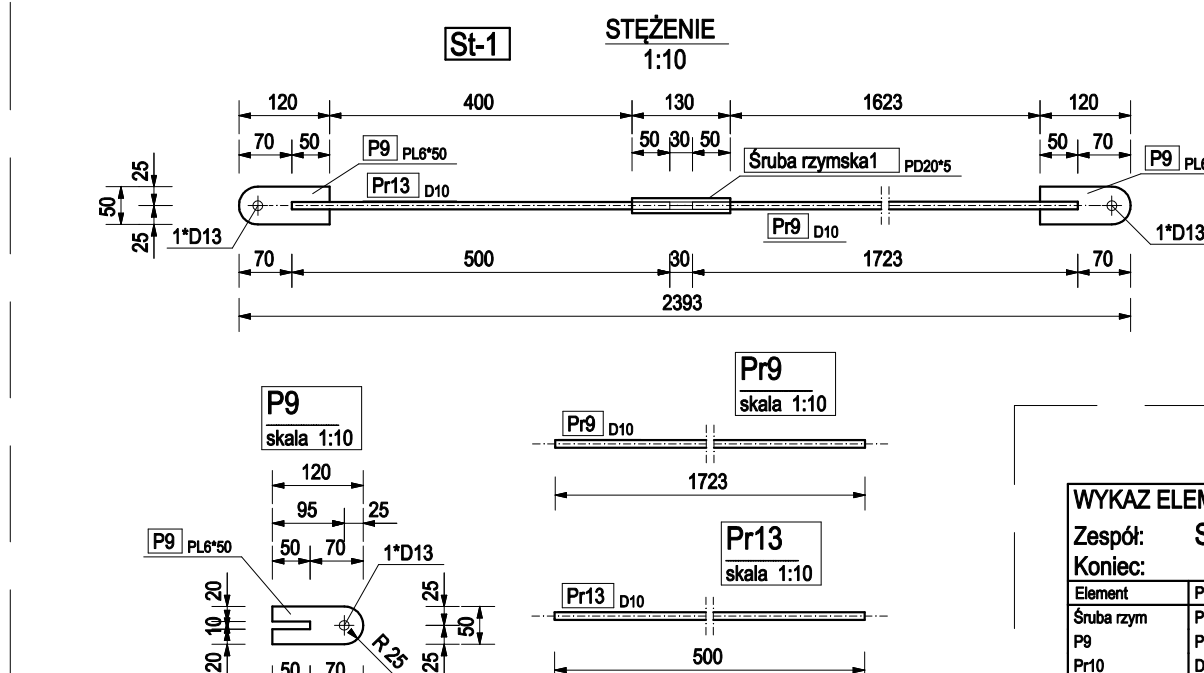 St-1
STĘŻENIE
1:10
120 400 130 1623 120
70 50 50 30 50 50 70
P9 PL6*50
Śruba rzymska1 PD20*5
P9 PL6
Pr13 D10
25
50
25
Pr9 D10
1*D13
1*D13
70 500 30 1723 70
2393
P9
skala 1:10
Pr9
skala 1:10
Pr9 D10
1723
120
95 25
P9 PL6*50
50 70
1*D13
20
10
20
25
50
25
R 25
50 70
Pr13
skala 1:10
Pr13 D10
500
WYKAZ ELEM
Zespół: S
Koniec:
Element P
Śruba rzym P
P9 P
Pr10 D